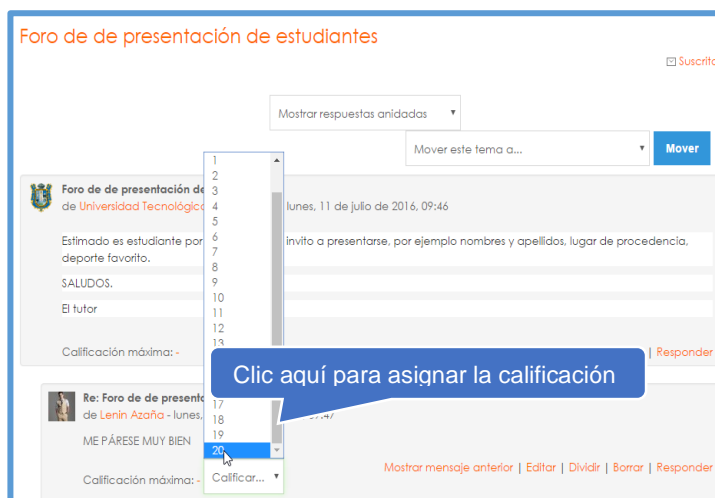 Foro de de presentación de estudiantes
Suscrito
Mostrar respuestas anidadas
Mover este tema a...
Mover
Foro de de presentación de
de Universidad Tecnológica lunes, 11 de julio de 2016, 09:46
Estimado es estudiante por invito a presentarse, por ejemplo nombres y apellidos, lugar de procedencia,
deporte favorito.
SALUDOS.
El tutor
Calificación máxima: -
| Responder
1
2
3
4
5
6
7
8
9
10
11
12
13
Clic aquí para asignar la calificación
17
18
19
20
Re: Foro de de presenta
de Lenin Azaña - lunes,
ME PÁRESE MUY BIEN
Calificación máxima: -
Calificar...
Mostrar mensaje anterior | Editar | Dividir | Borrar | Responder